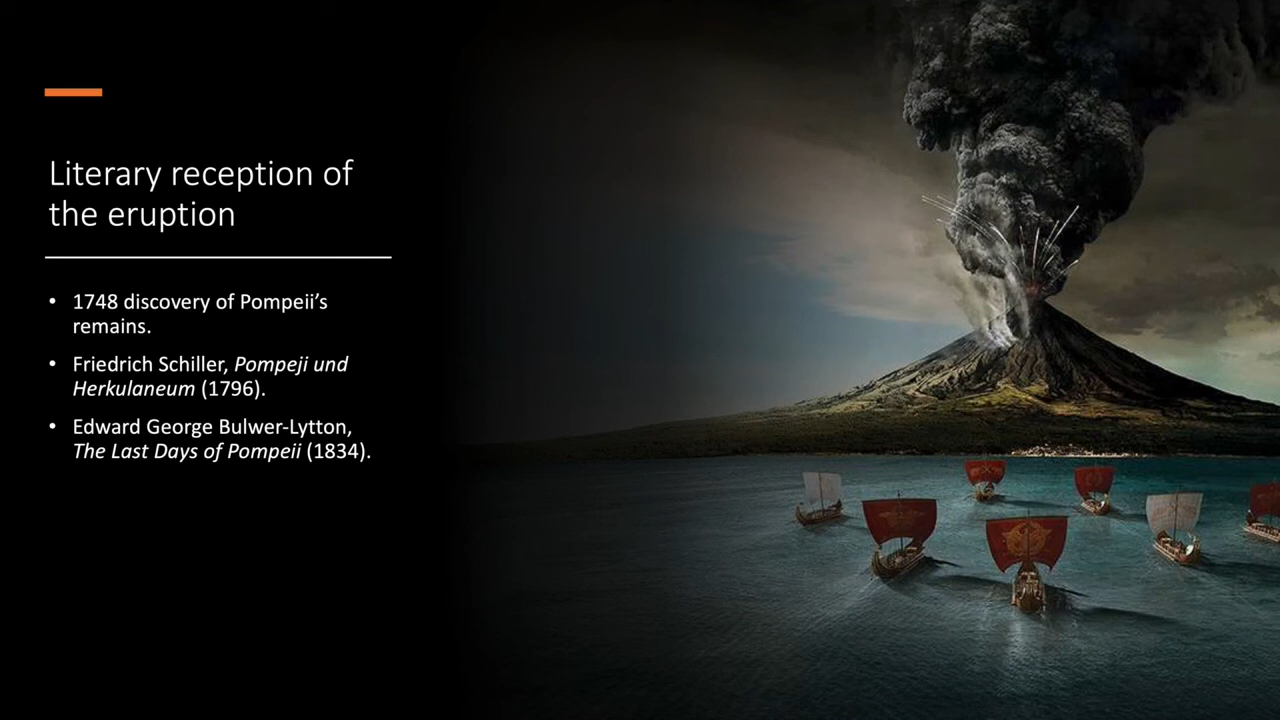 Literary reception of
the eruption
• 1748 discovery of Pompeii’s
remains.
• Friedrich Schiller, Pompeji und
Herkulaneum (1796).
• Edward George Bulwer-Lytton,
The Last Days of Pompeii (1834).